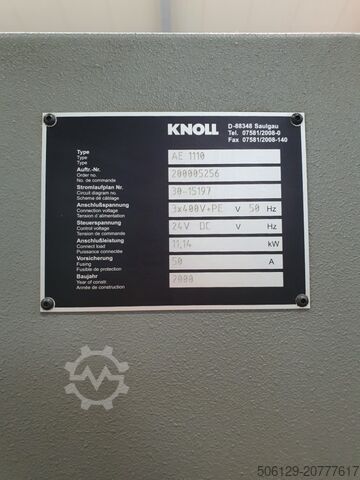 KNOLL
D-88348 Saulgau
Tel. 07581/2008-0
Fax 07581/2008-140
Type
Type
Type
AE 1110
Auftr.-Nr.
Order no.
No. de commande
200005256
Stromlaufplan Nr.
Circuit diagram no.
Schema de câblage
30-15197
Anschlußspannung
Connection voltage
Tension d'alimentation
3x400V+PE V 50 Hz
Steuerspannung
Control voltage
Tension de commande
24V DC V Hz
Anschlußleistung
Connect load
Puissance connectée
11,14 kW
Vorsicherung
Fusing
Fusible de protection
50 A
Baujahr
Year of constr.
Année de construction
2000
506129-20777617